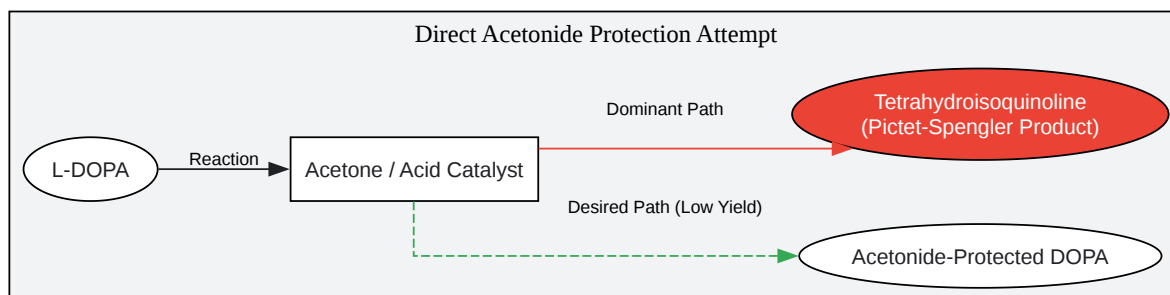 Direct Acetonide Protection Attempt
Dominant Path
Tetrahydroisoquinoline
(Pictet-Spengler Product)
L-DOPA
Reaction
Acetone / Acid Catalyst
Desired Path (Low Yield)
Acetonide-Protected DOPA